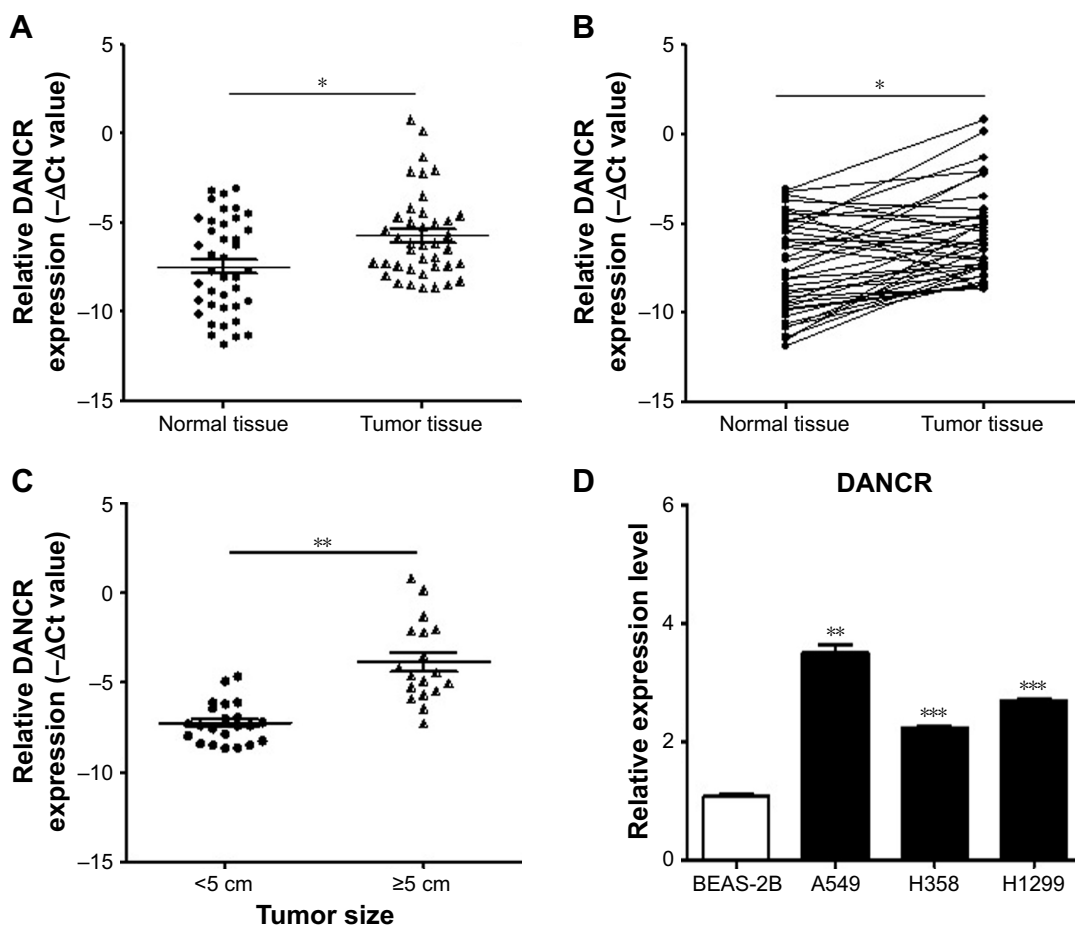 A
Relative DANCR
expression (–ΔCt value)
5
0
–5
–10
–15
*
Normal tissue
Tumor tissue
B
Relative DANCR
expression (–ΔCt value)
5
0
–5
–10
–15
*
Normal tissue
Tumor tissue
C
Relative DANCR
expression (–ΔCt value)
5
0
–5
–10
–15
**
<5 cm
≥5 cm
Tumor size
D
DANCR
Relative expression level
6
4
2
0
**
***
***
BEAS-2B
A549
H358
H1299